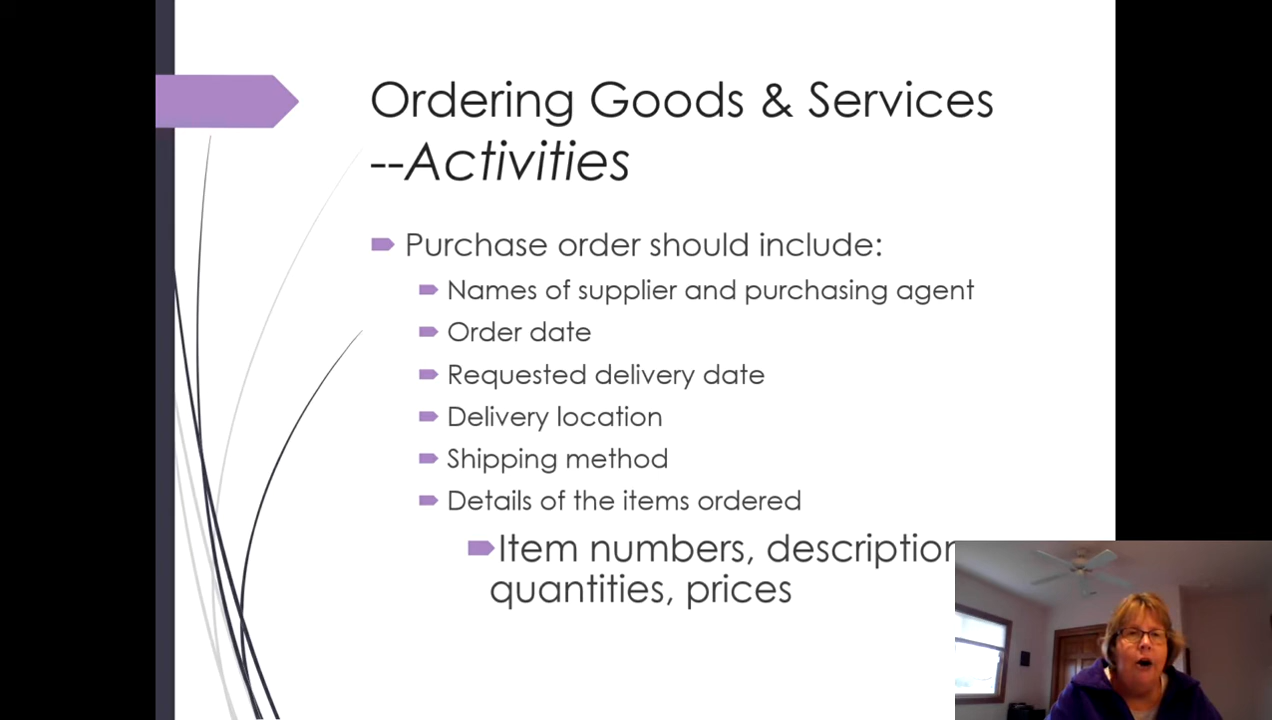 Ordering Goods & Services
--Activities
Purchase order should include:
Names of supplier and purchasing agent
Order date
Requested delivery date
Delivery location
Shipping method
Details of the items ordered
Item numbers,
quantities, prices